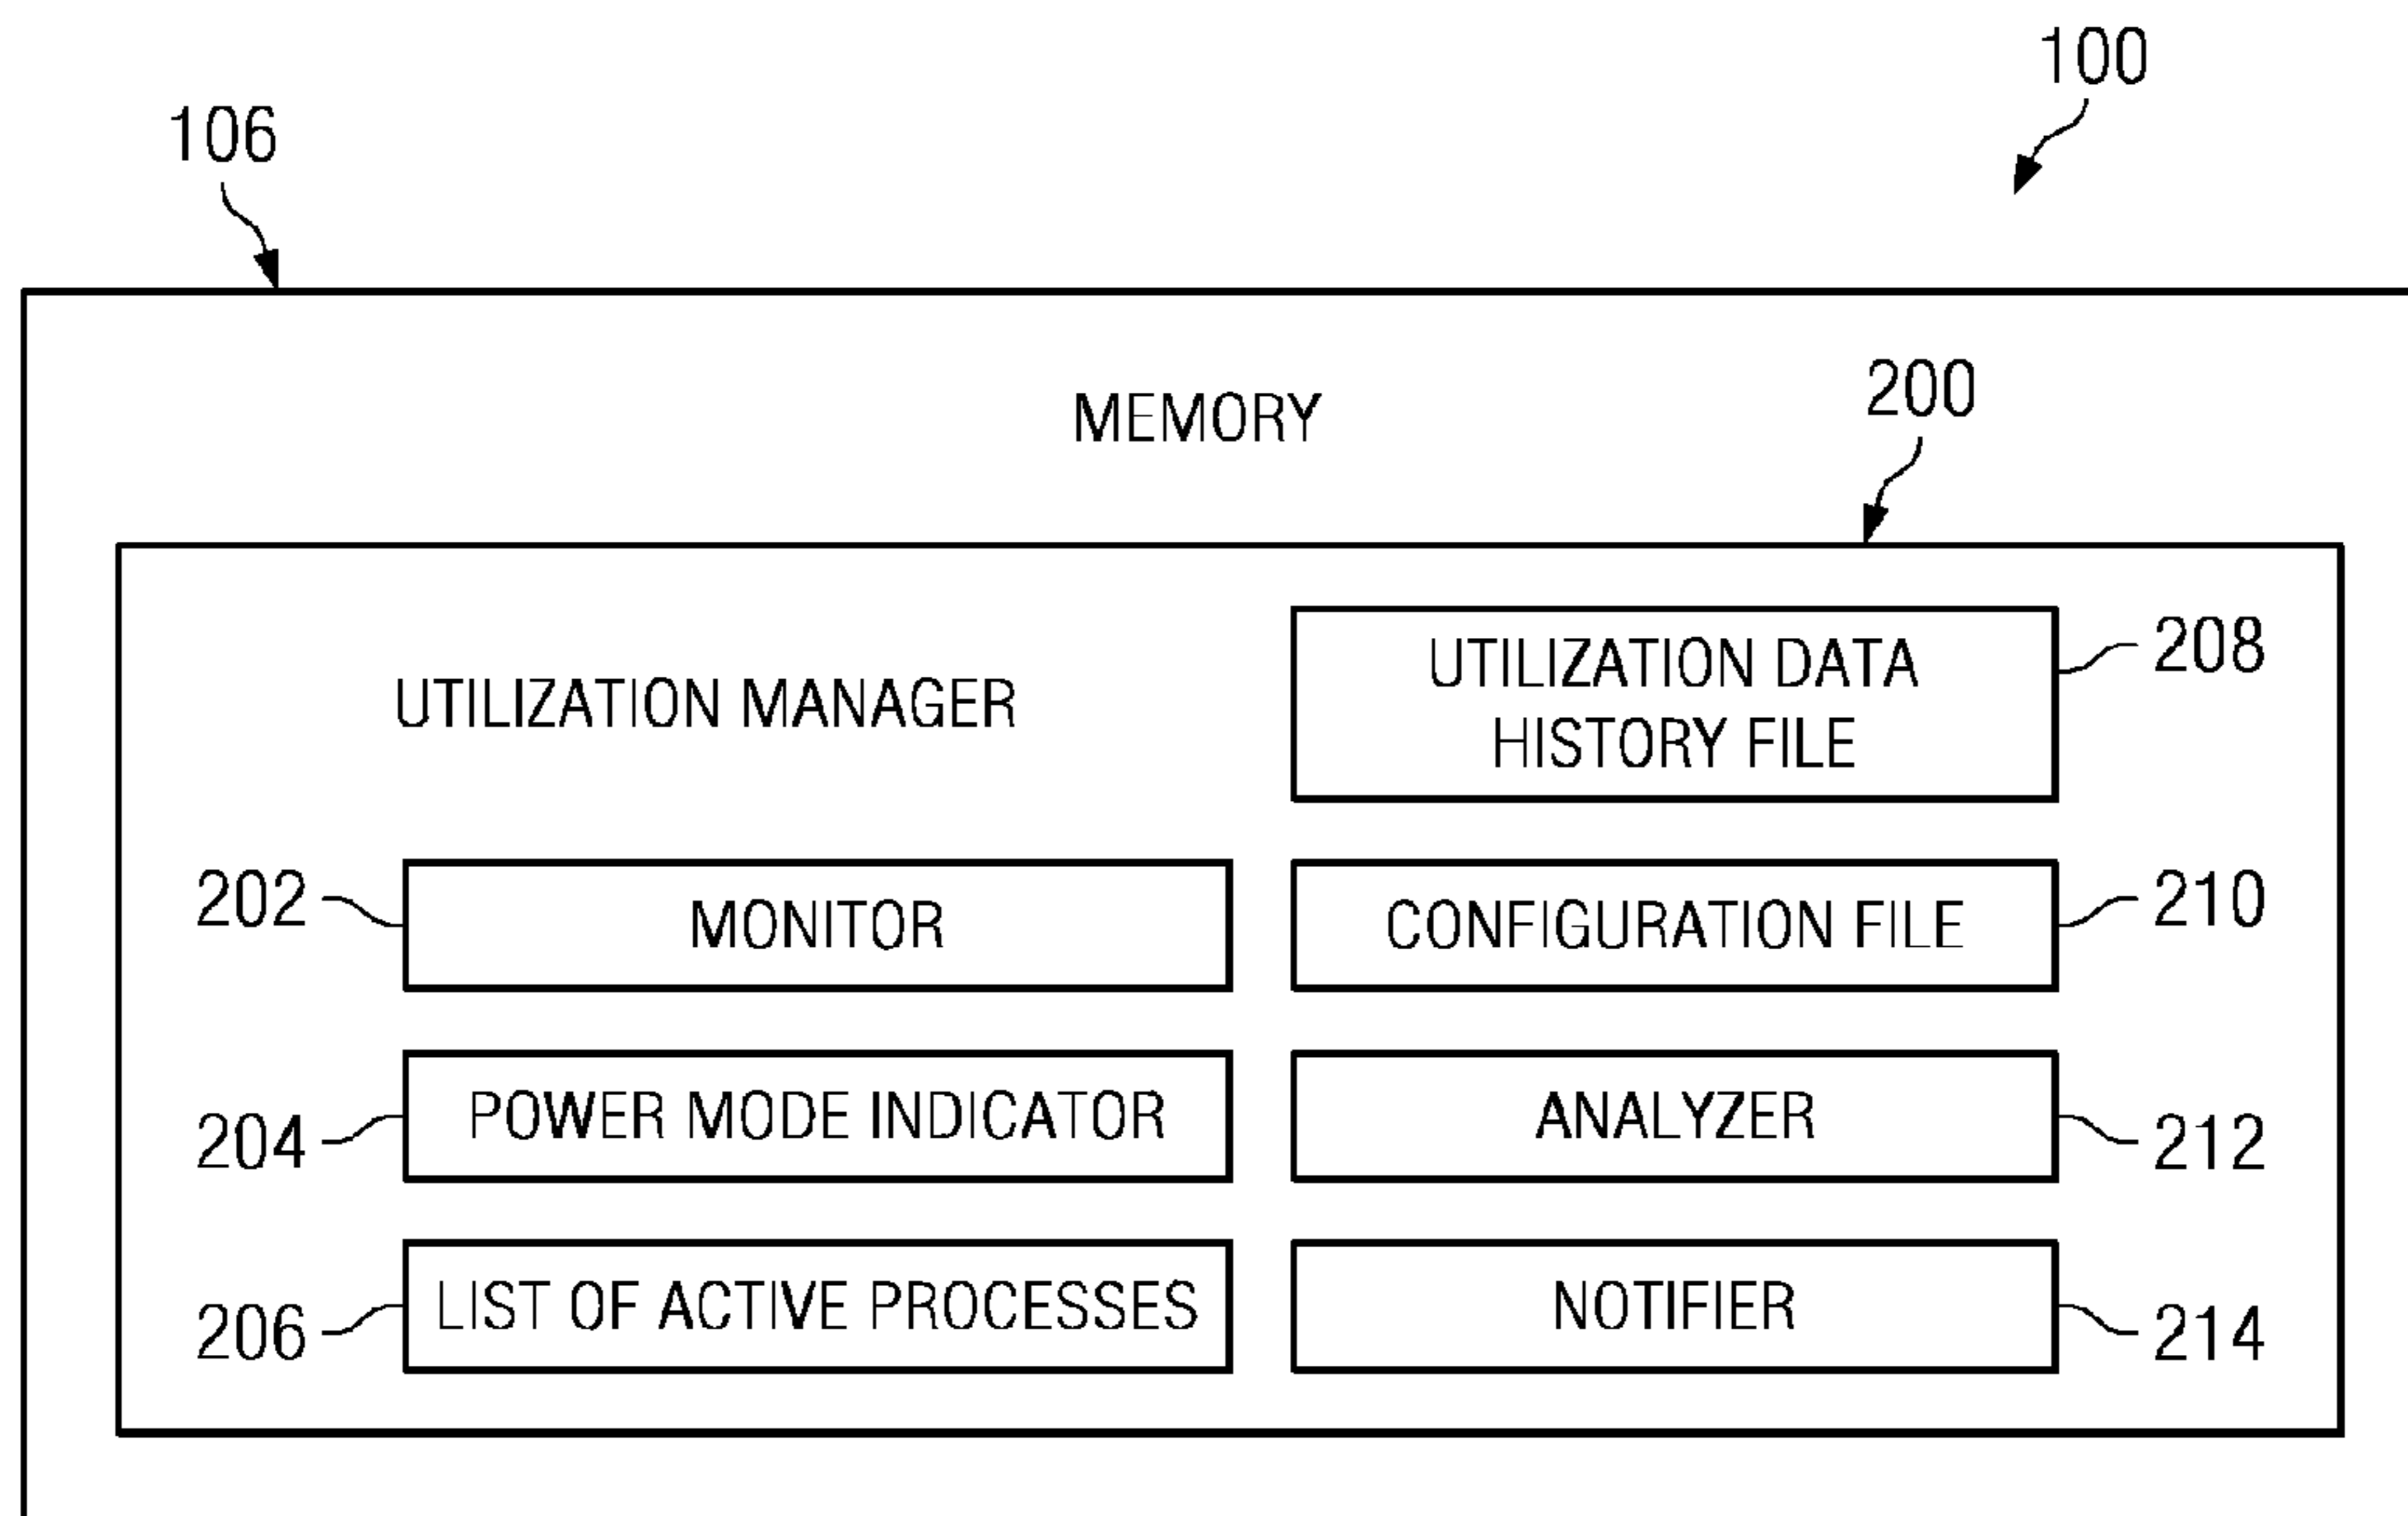 100
106
MEMORY
200
UTILIZATION MANAGER
UTILIZATION DATA
HISTORY FILE
208
202
MONITOR
CONFIGURATION FILE
210
204
POWER MODE INDICATOR
ANALYZER
212
206
LIST OF ACTIVE PROCESSES
NOTIFIER
214